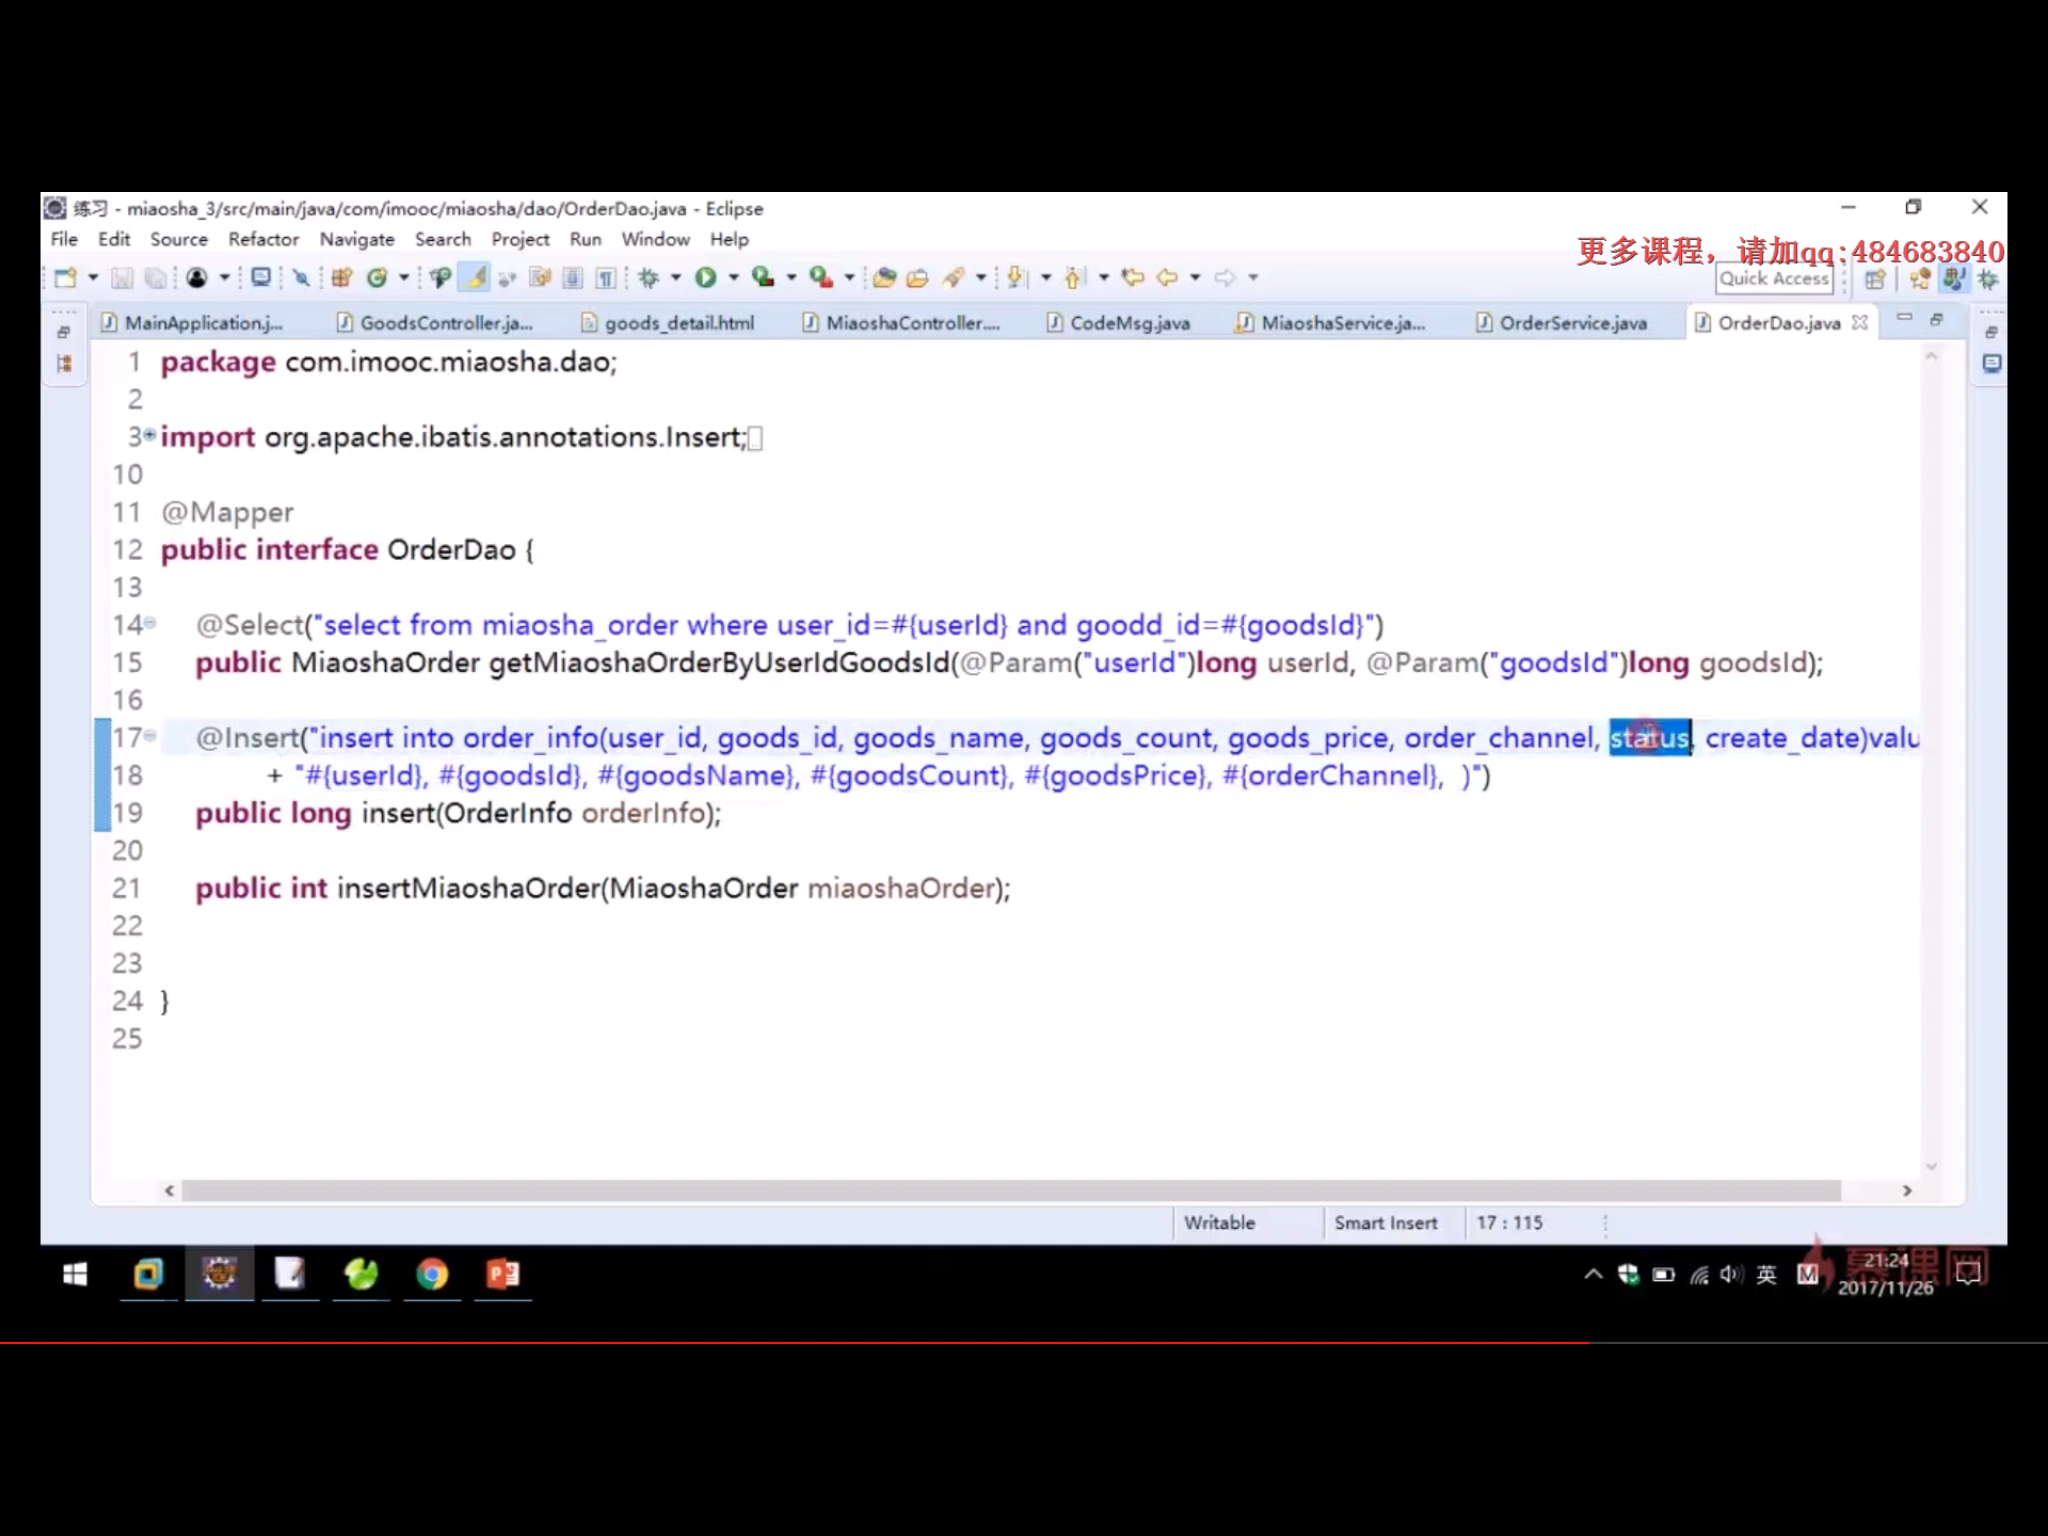 练习 - miaosha_3/src/main/java/com/imooc/miaosha/dao/OrderDao.java - Eclipse
File Edit Source Refactor Navigate Search Project Run Window Help
更多课程，请加qq:484683840
Quick Access
MainApplication.j... GoodsController.ja... goods_detail.html MiaoshaController.... CodeMsg.java MiaoshaService.ja... OrderService.java OrderDao.java
1 package com.imooc.miaosha.dao;
2
3 import org.apache.ibatis.annotations.Insert;
10
11 @Mapper
12 public interface OrderDao {
13
14 @Select("select from miaosha_order where user_id=#{userId} and goodd_id=#{goodsId}")
15 public MiaoshaOrder getMiaoshaOrderByUserIdGoodsId(@Param("userId")long userId, @Param("goodsId")long goodsId);
16
17 @Insert("insert into order_info(user_id, goods_id, goods_name, goods_count, goods_price, order_channel, status, create_date)valu
18 + "#{userId}, #{goodsId}, #{goodsName}, #{goodsCount}, #{goodsPrice}, #{orderChannel},  )")
19 public long insert(OrderInfo orderInfo);
20
21 public int insertMiaoshaOrder(MiaoshaOrder miaoshaOrder);
22
23
24 }
25
Writable Smart Insert 17 : 115
英 M 21:24
2017/11/26
慕课网